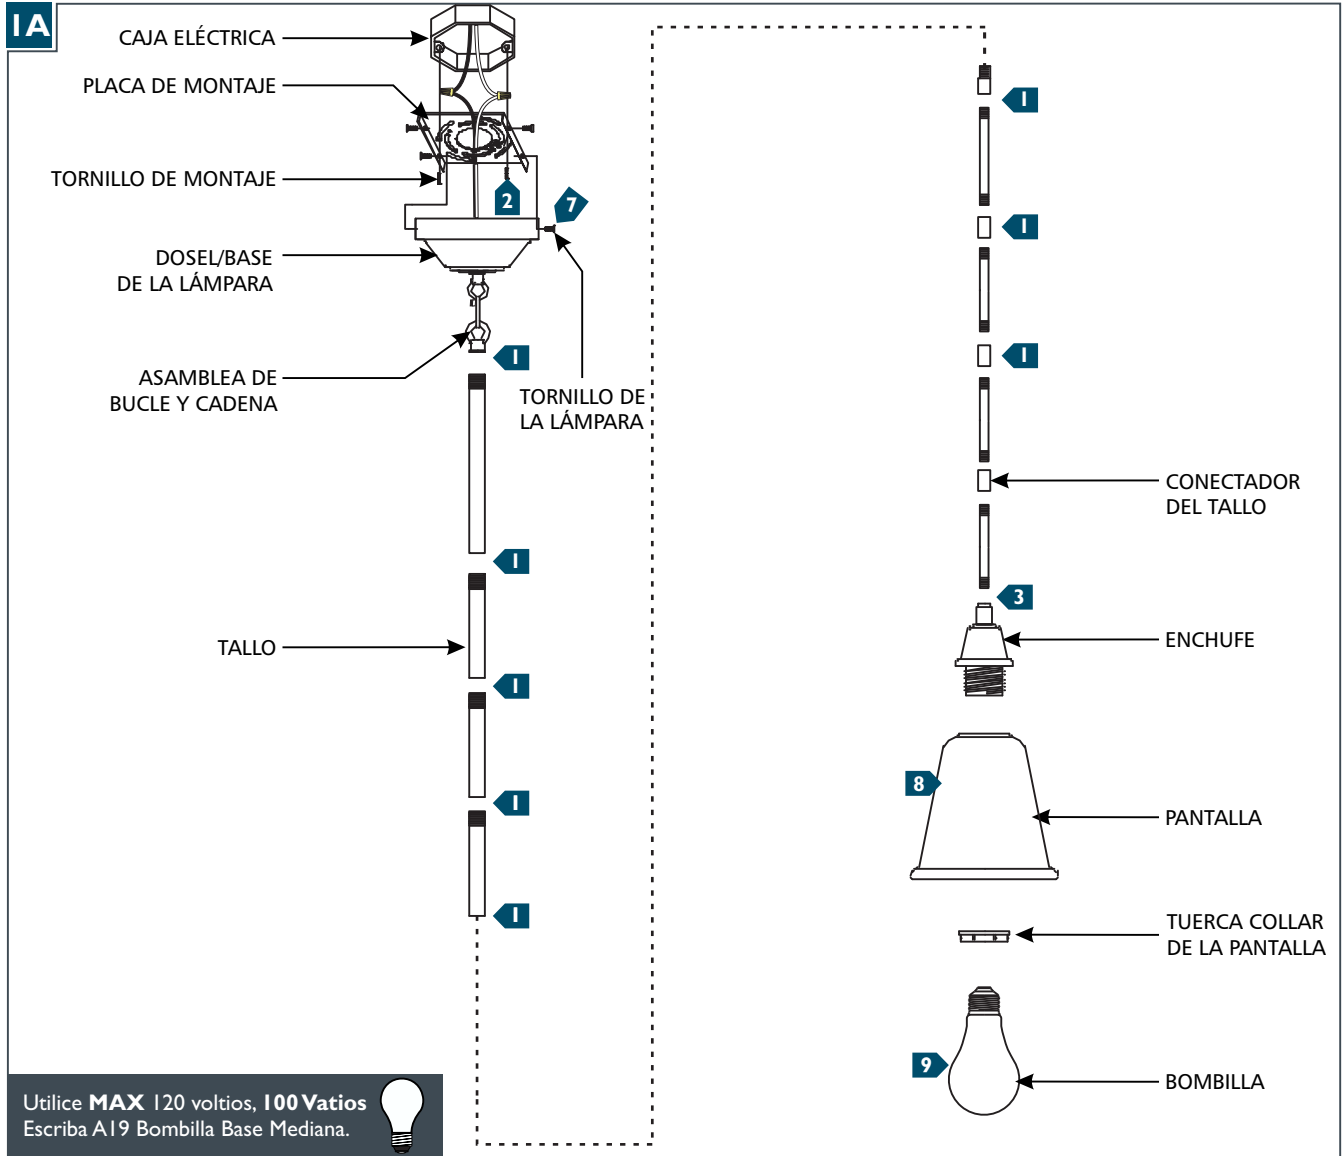 1A
CAJA ELÉCTRICA
PLACA DE MONTAJE
TORNILLO DE MONTAJE
2
7
DOSEL/BASE
DE LA LÁMPARA
ASAMBLEA DE
BUCLE Y CADENA
1
TORNILLO DE
LA LÁMPARA
1
TALLO
1
1
1
1
1
1
CONECTADOR
DEL TALLO
3
ENCHUFE
8
PANTALLA
TUERCA COLLAR
DE LA PANTALLA
9
BOMBILLA
Utilice MAX 120 voltios, 100 Vatios
Escriba A19 Bombilla Base Mediana.